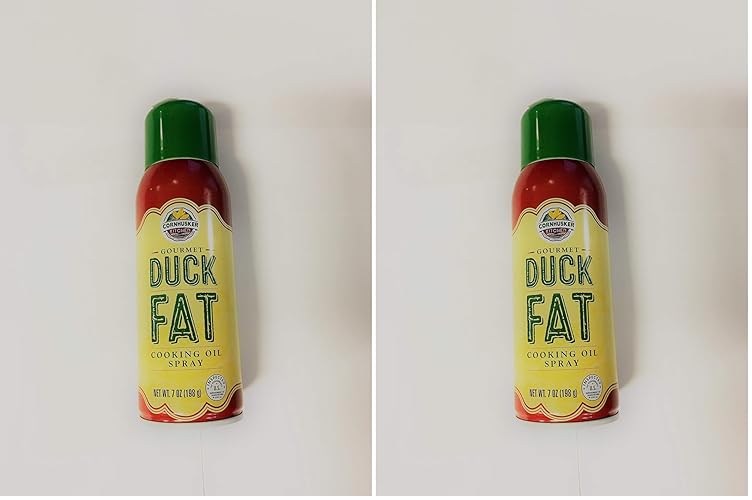 CORNHUSKER
KITCHEN
GOURMET
DUCK
FAT
COOKING OIL
SPRAY
NET WT. 7 OZ (198 g)
CORNHUSKER
KITCHEN
GOURMET
DUCK
FAT
COOKING OIL
SPRAY
NET WT. 7 OZ (198 g)